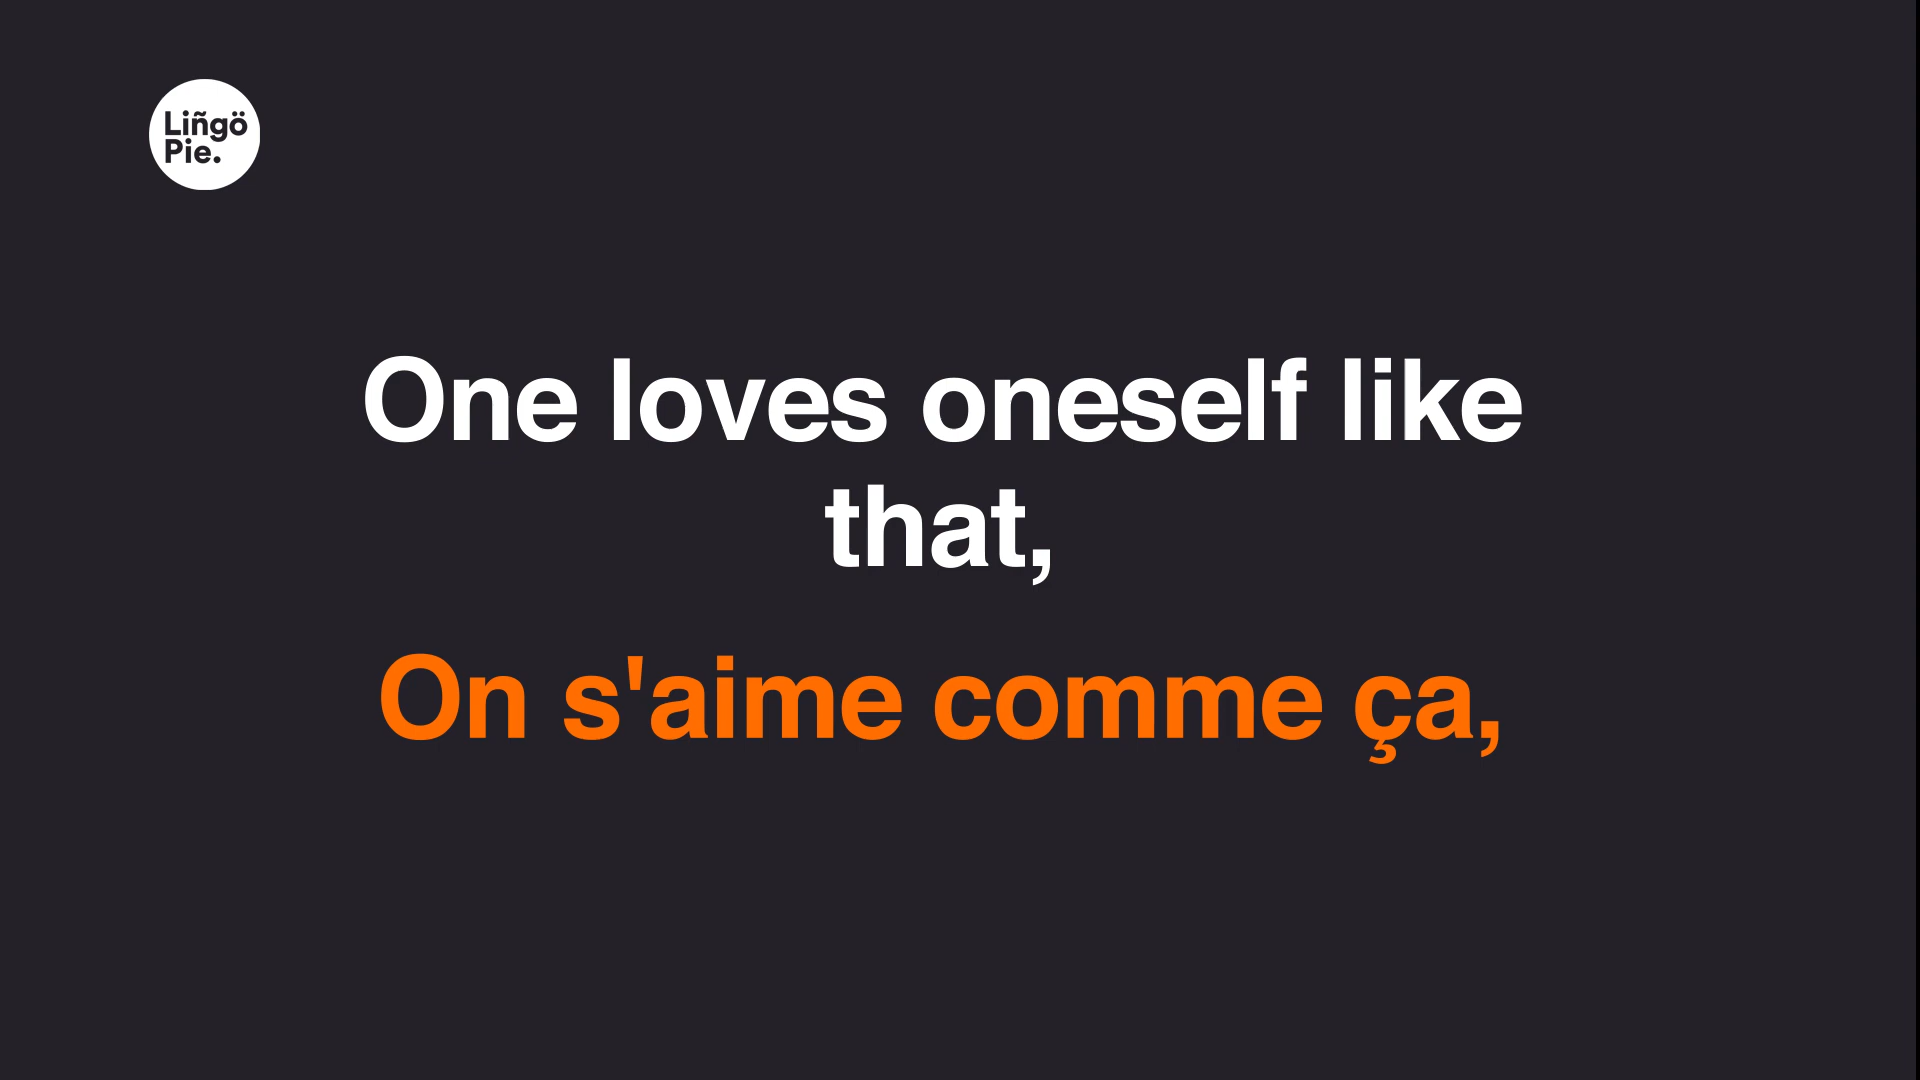 Liñgö
Pie.
One loves oneself like
that,
On s'aime comme ça,